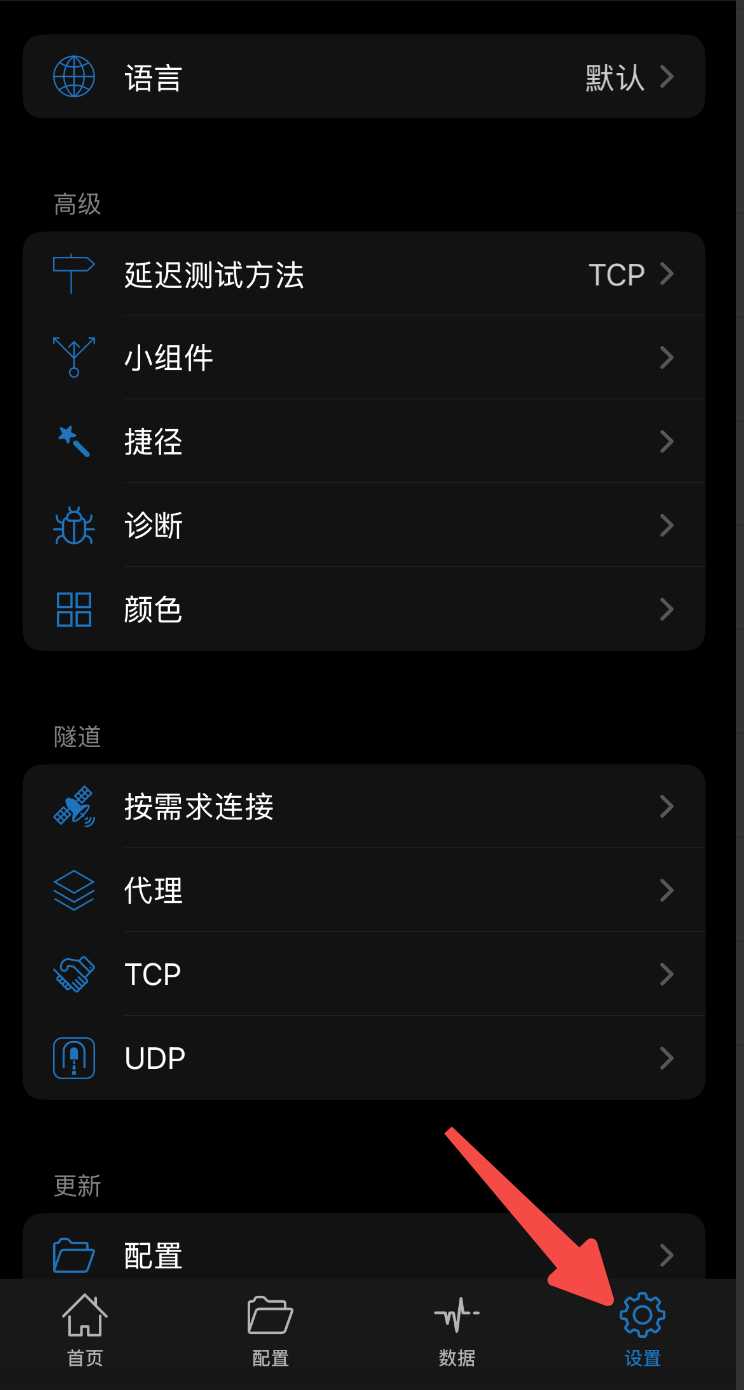 语言 默认
高级
延迟测试方法 TCP
小组件
捷径
诊断
颜色
隧道
按需求连接
代理
TCP
UDP
更新
配置
首页 配置 数据 设置